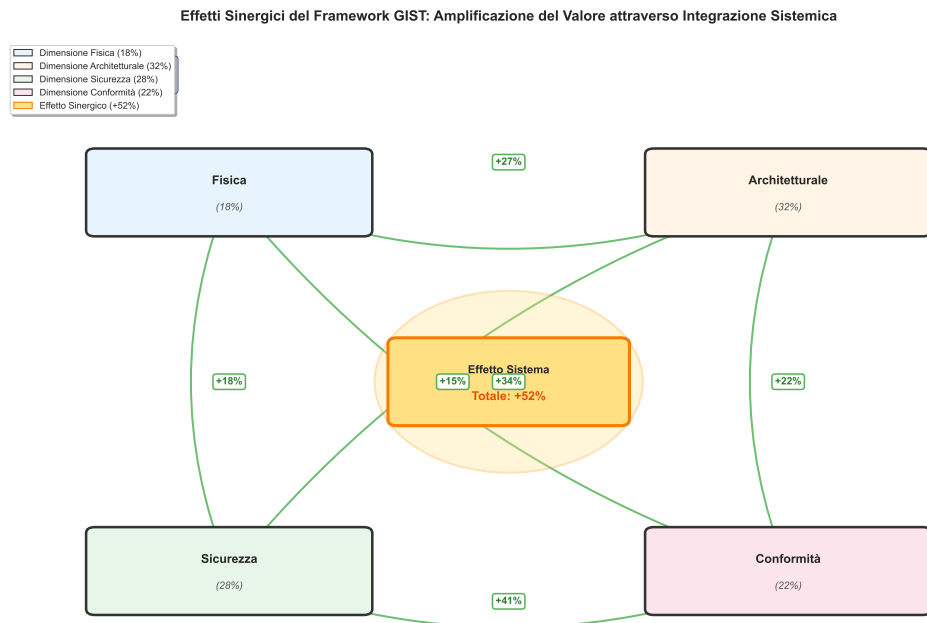 Effetti Sinergici del Framework GIST: Amplificazione del Valore attraverso Integrazione Sistemica
Dimensione Fisica (18%)
Dimensione Architetturale (32%)
Dimensione Sicurezza (28%)
Dimensione Conformità (22%)
Effetto Sinergico (+52%)
+27%
Fisica
(18%)
Architetturale
(32%)
Effetto Sistema
+18%
+15%
+34%
+22%
Totale: +52%
Sicurezza
(28%)
Conformità
(22%)
+41%